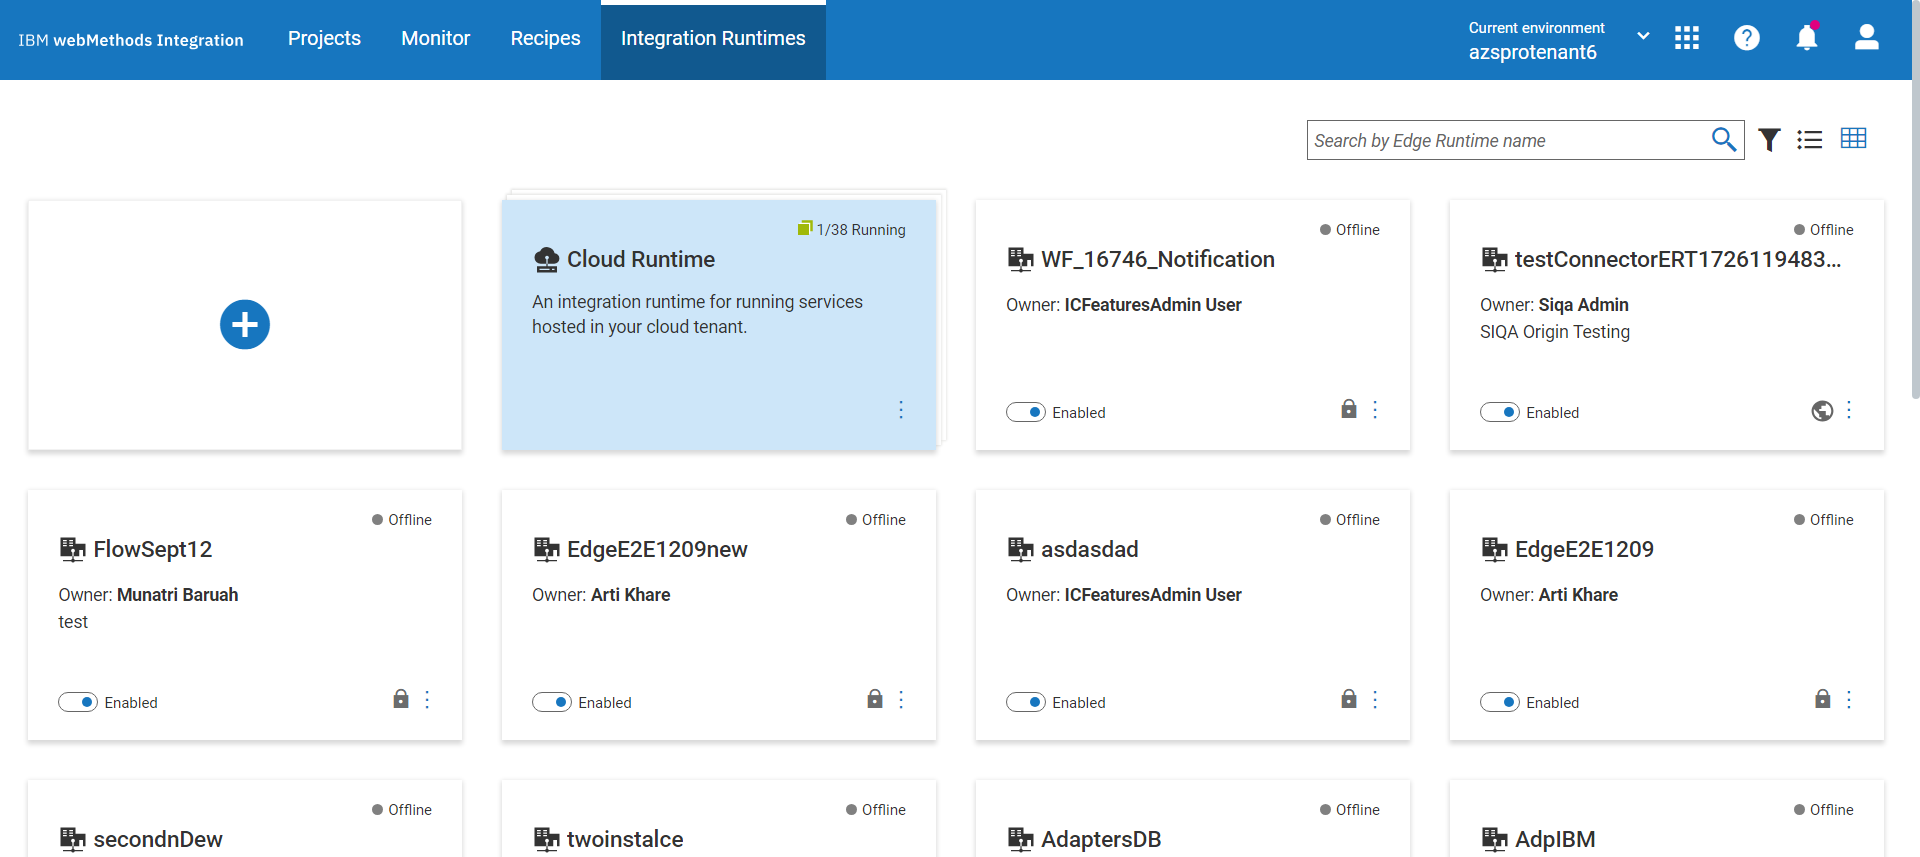 IBM webMethods Integration
Projects
Monitor
Recipes
Integration Runtimes
Current environment
azsprotenant6
Search by Edge Runtime name
1/38 Running
Cloud Runtime
An integration runtime for running services
hosted in your cloud tenant.
Offline
WF_16746_Notification
Owner: ICFeaturesAdmin User
Enabled
Offline
testConnectorERT1726119483...
Owner: Siqa Admin
SIQA Origin Testing
Enabled
Offline
FlowSept12
Owner: Munatri Baruah
test
Enabled
Offline
EdgeE2E1209new
Owner: Arti Khare
Enabled
Offline
asdasdad
Owner: ICFeaturesAdmin User
Enabled
Offline
EdgeE2E1209
Owner: Arti Khare
Enabled
Offline
secondnDew
Offline
twoinstalce
Offline
AdaptersDB
Offline
AdpIBM